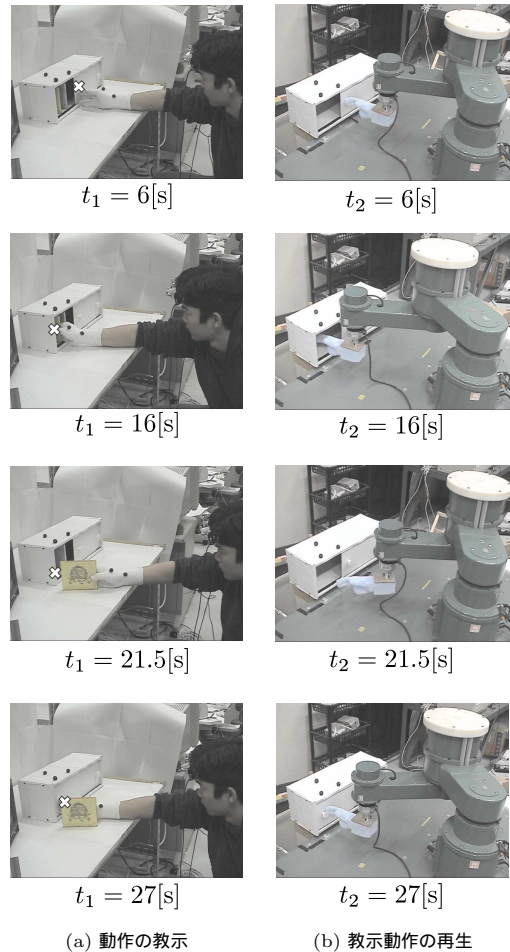 t₁ = 6[s]
t₂ = 6[s]
t₁ = 16[s]
t₂ = 16[s]
t₁ = 21.5[s]
t₂ = 21.5[s]
t₁ = 27[s]
t₂ = 27[s]
(a) 動作の教示
(b) 教示動作の再生